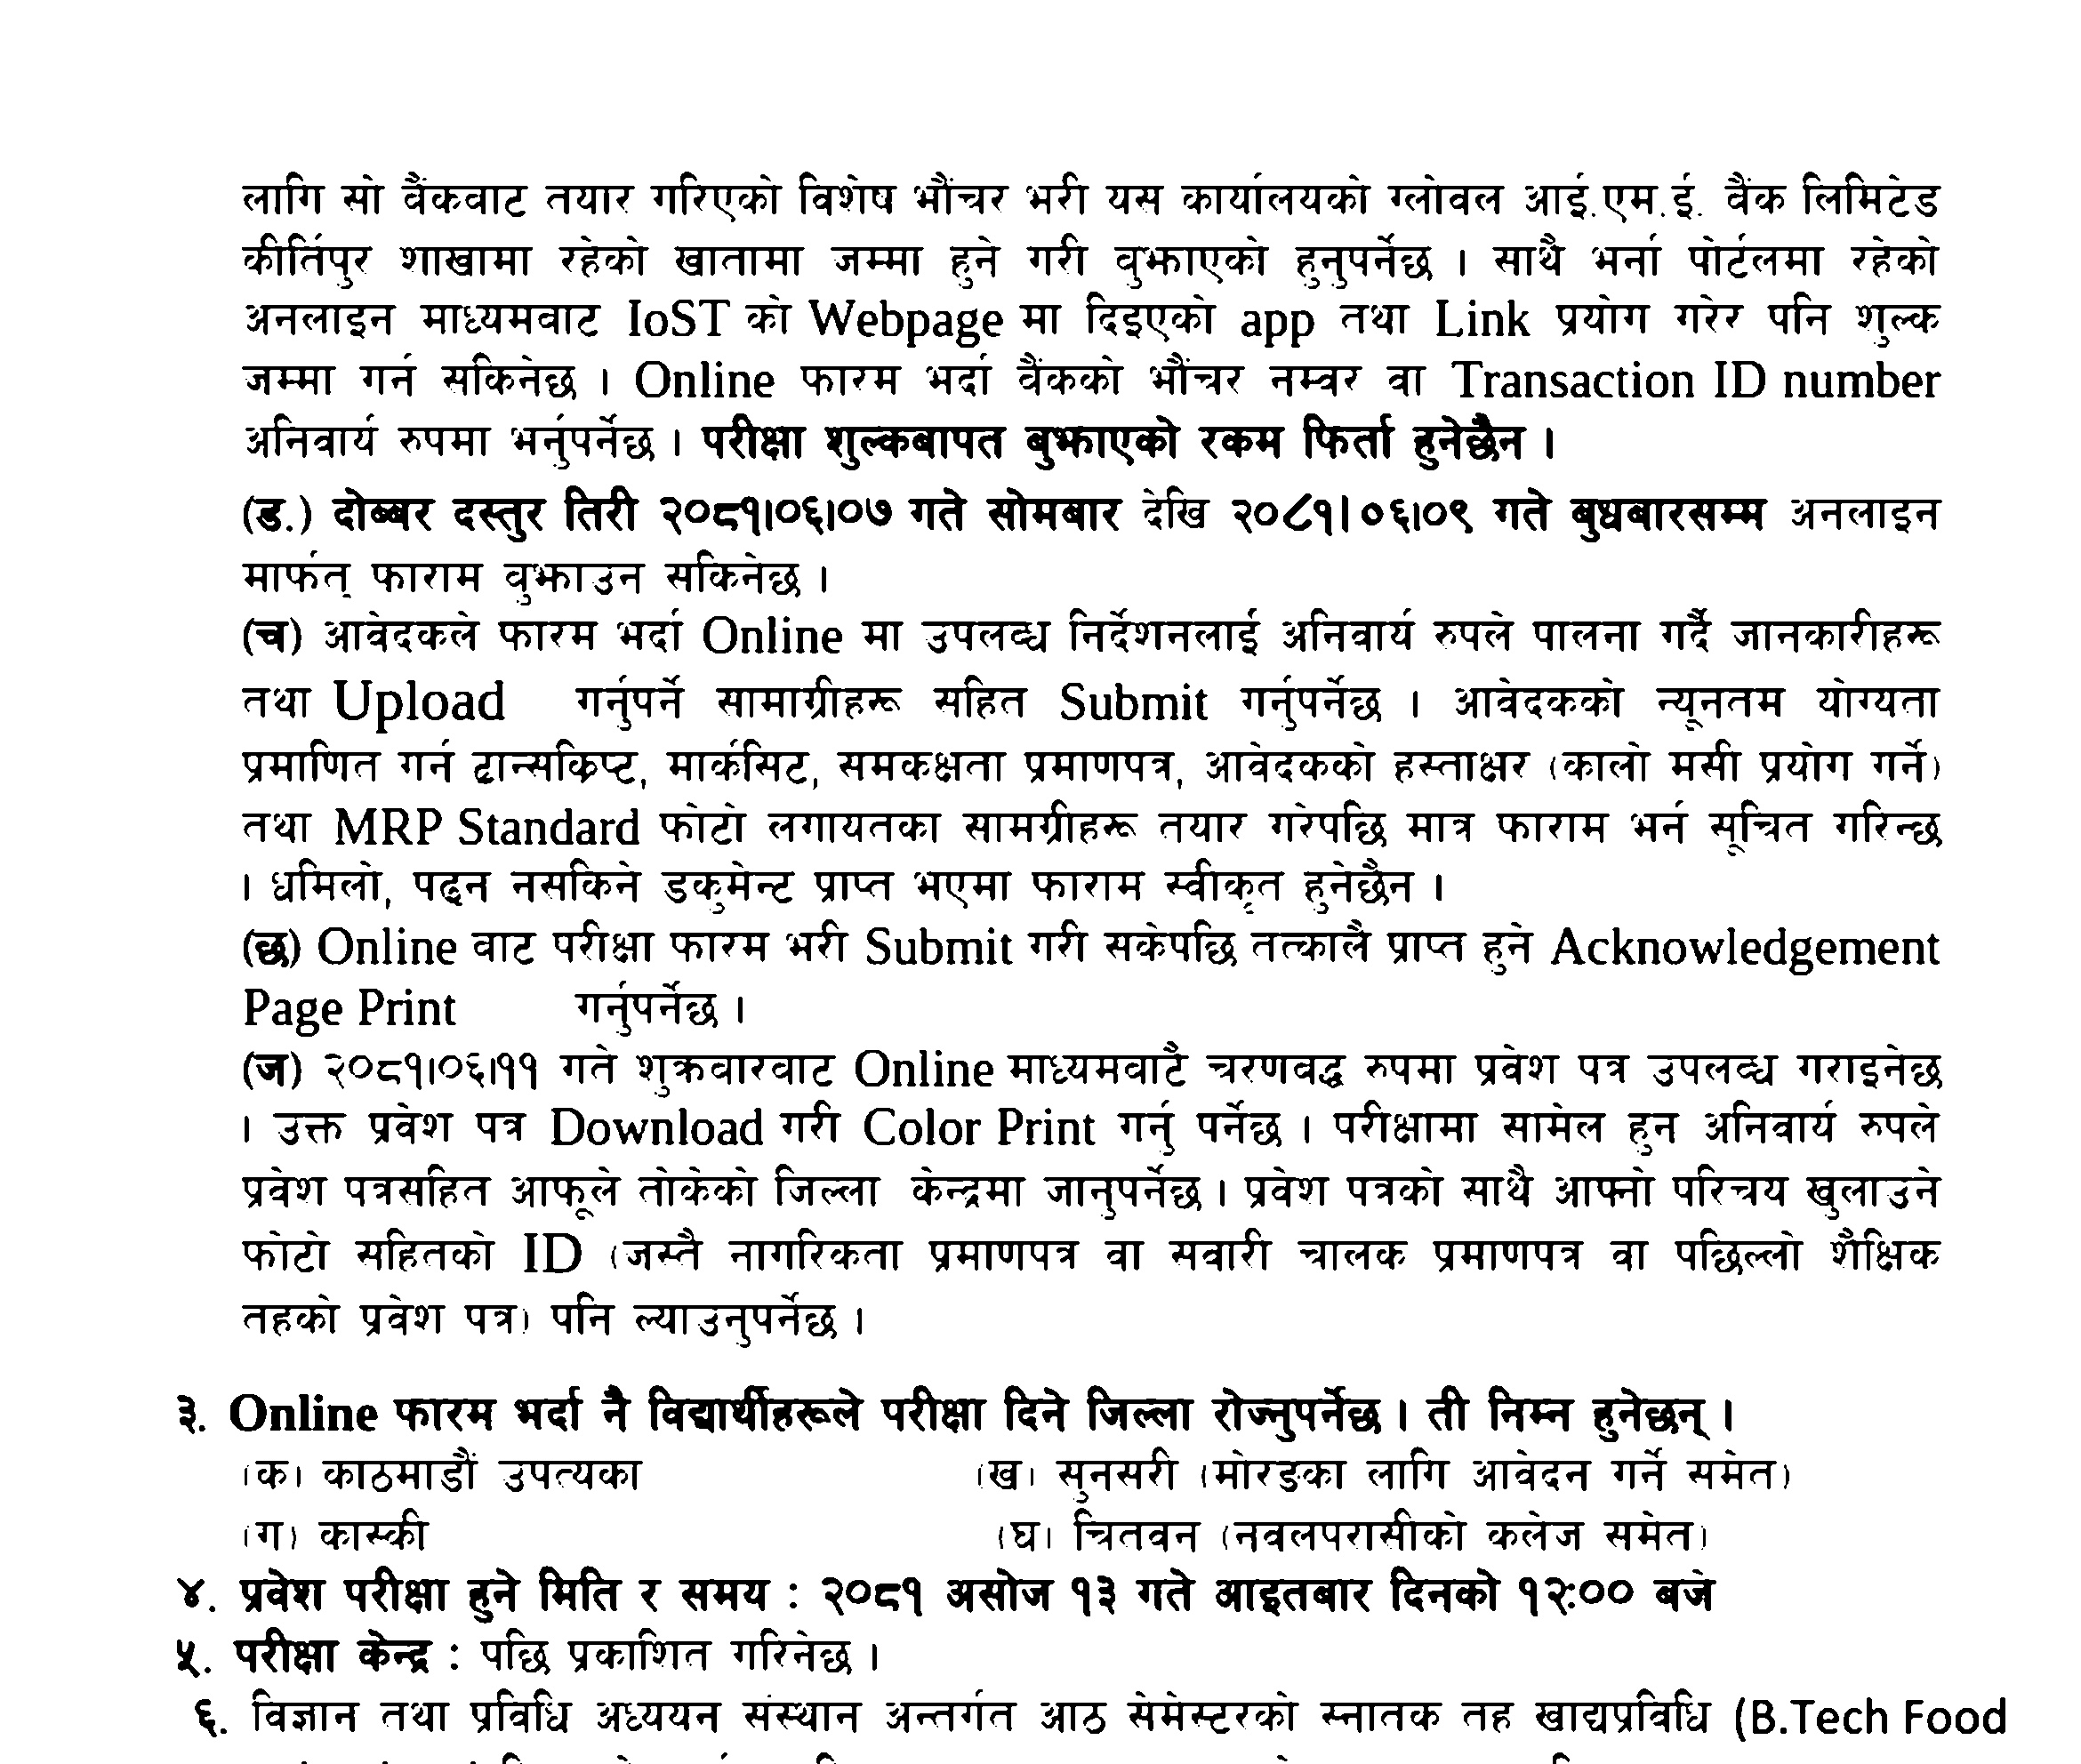 लागि सो बैंकबाट तयार गरिएको विशेष भौंचर भरी यस कार्यालयको ग्लोबल आई.एम.ई. बैंक लिमिटेड
कीर्तिपुर शाखामा रहेको खातामा जम्मा हुने गरी बुझाएको हुनुपर्नेछ । साथै भर्ना पोर्टलमा रहेको
अनलाइन माध्यमबाट IoST को Webpage मा दिइएको app तथा Link प्रयोग गरेर पनि शुल्क
जम्मा गर्न सकिनेछ । Online फारम भर्दा बैंकको भौंचर नम्बर वा Transaction ID number
अनिवार्य रुपमा भर्नुपर्नेछ । परीक्षा शुल्कबापत बुझाएको रकम फिर्ता हुनेछैन ।
(ड.) दोब्बर दस्तुर तिरी २०८१।०६।०७ गते सोमबार देखि २०८१।०६।०९ गते बुधबारसम्म अनलाइन
मार्फत् फाराम बुझाउन सकिनेछ ।
(च) आवेदकले फारम भर्दा Online मा उपलब्ध निर्देशनलाई अनिवार्य रुपले पालना गर्दै जानकारीहरू
तथा Upload गर्नुपर्ने सामाग्रीहरू सहित Submit गर्नुपर्नेछ । आवेदकको न्यूनतम योग्यता
प्रमाणित गर्न ट्रान्सकिप्ट, मार्कसिट, समकक्षता प्रमाणपत्र, आवेदकको हस्ताक्षर (कालो मसी प्रयोग गर्ने)
तथा MRP Standard फोटो लगायतका सामग्रीहरू तयार गरेपछि मात्र फाराम भर्न सूचित गरिन्छ
। धमिलो, पढ्न नसकिने डकुमेन्ट प्राप्त भएमा फाराम स्वीकृत हुनेछैन ।
(छ) Online बाट परीक्षा फारम भरी Submit गरी सकेपछि तत्कालै प्राप्त हुने Acknowledgement
Page Print गर्नुपर्नेछ ।
(ज) २०८१।०६।११ गते शुक्रबारबाट Online माध्यमबाटै चरणबद्ध रुपमा प्रवेश पत्र उपलब्ध गराइनेछ
। उक्त प्रवेश पत्र Download गरी Color Print गर्नु पर्नेछ । परीक्षामा सामेल हुन अनिवार्य रुपले
प्रवेश पत्रसहित आफूले तोकेको जिल्ला केन्द्रमा जानुपर्नेछ । प्रवेश पत्रको साथै आफ्नो परिचय खुलाउने
फोटो सहितको ID (जस्तै नागरिकता प्रमाणपत्र वा सवारी चालक प्रमाणपत्र वा पछिल्लो शैक्षिक
तहको प्रवेश पत्र) पनि ल्याउनुपर्नेछ ।
३. Online फारम भर्दा नै विद्यार्थीहरूले परीक्षा दिने जिल्ला रोज्नुपर्नेछ । ती निम्न हुनेछन् ।
(क) काठमाडौं उपत्यका (ख) सुनसरी (मोरङका लागि आवेदन गर्ने समेत)
(ग) कास्की (घ) चितवन (नवलपरासीको कलेज समेत)
४. प्रवेश परीक्षा हुने मिति र समय : २०८१ असोज १३ गते आइतबार दिनको १२:०० बजे
५. परीक्षा केन्द्र : पछि प्रकाशित गरिनेछ ।
६. विज्ञान तथा प्रविधि अध्ययन संस्थान अन्तर्गत आठ सेमेस्टरको स्नातक तह खाद्यप्रविधि (B.Tech Food